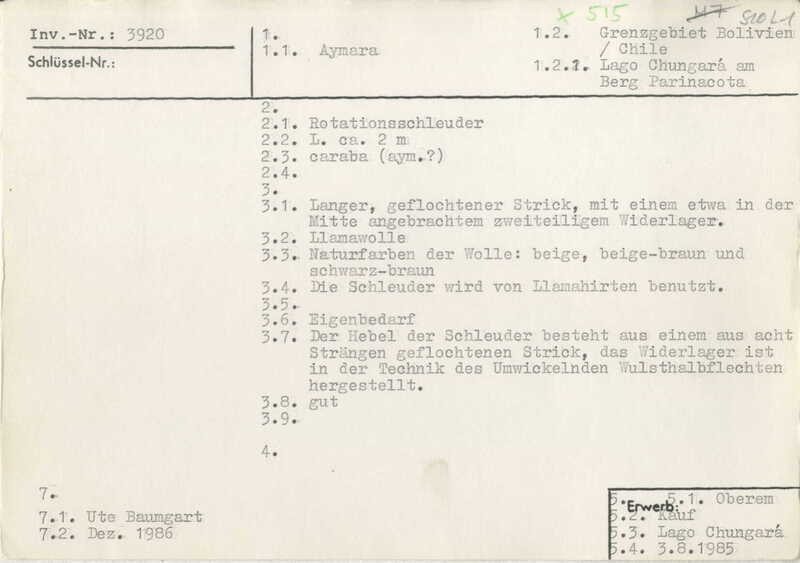 x 515 S10 L-1
Inv.-Nr.: 3920
Schlüssel-Nr.:
1.
1.1. Aymara
1.2. Grenzgebiet Bolivien
/ Chile
1.2.1. Lago Chungará am
Berg Parinacota
2.
2.1. Rotationsschleuder
2.2. L. ca. 2 m
2.3. caraba (aym.?)
2.4.
3.
3.1. Langer, geflochtener Strick, mit einem etwa in der
Mitte angebrachtem zweiteiligem Widerlager.
3.2. Llamawolle
3.3. Naturfarben der Wolle: beige, beige-braun und
schwarz-braun
3.4. Die Schleuder wird von Llamahirten benutzt.
3.5.
3.6. Eigenbedarf
3.7. Der Hebel der Schleuder besteht aus einem aus acht
Strängen geflochtenen Strick, das Widerlager ist
in der Technik des Umwickelnden Wulsthalbflechten
hergestellt.
3.8. gut
3.9.
4.
7.
7.1. Ute Baumgart
7.2. Dez. 1986
5. Erwerb: 5.1. Oberem
5.2. Kauf
5.3. Lago Chungará
5.4. 3.8.1985